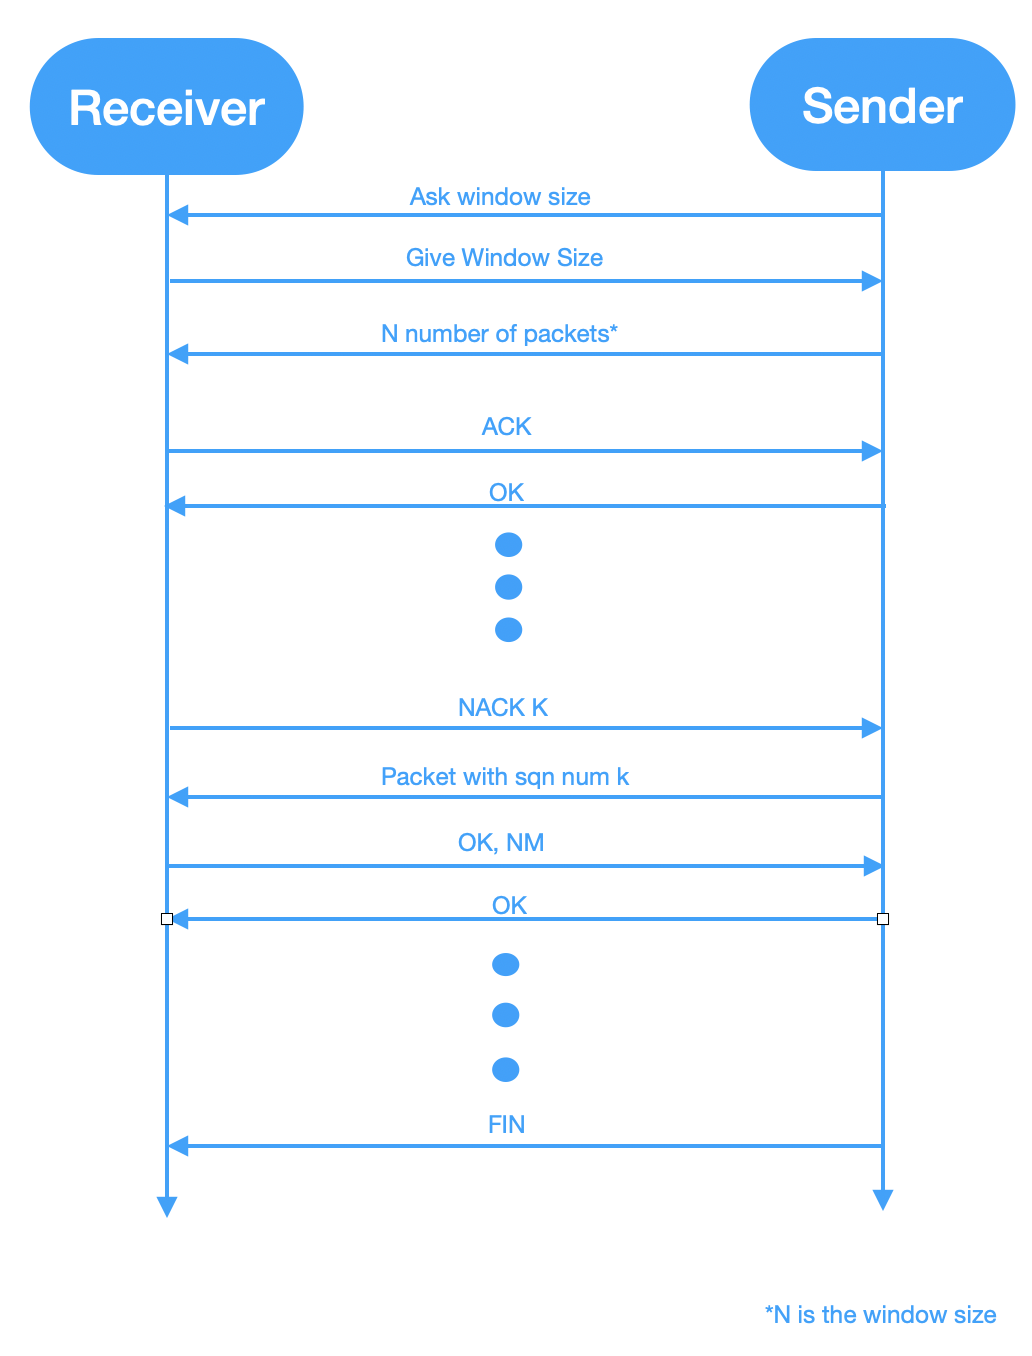 Receiver
Sender
Ask window size
Give Window Size
N number of packets*
ACK
OK
NACK K
Packet with sqn num k
OK, NM
OK
FIN
*N is the window size